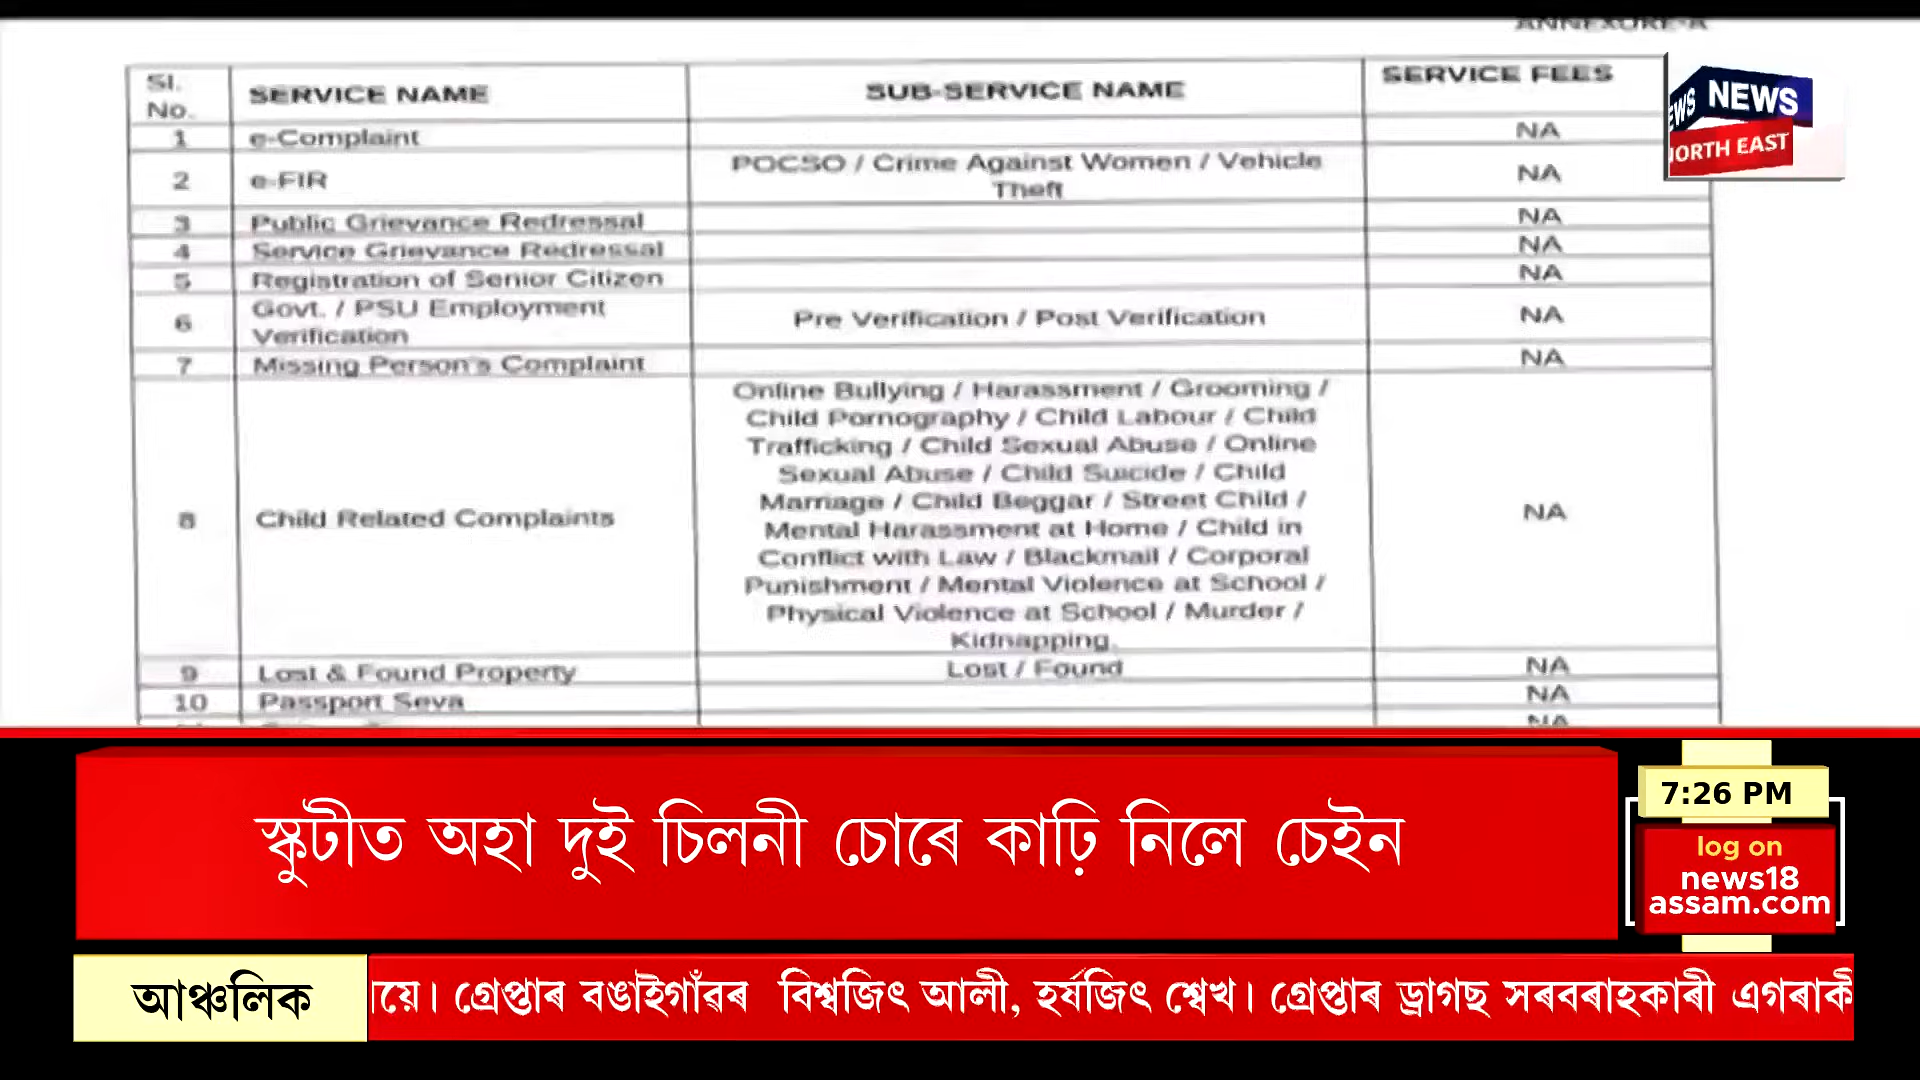 ANNEXURE-A
Sl. No.
SERVICE NAME
SUB-SERVICE NAME
SERVICE FEES
1 e-Complaint NA
2 e-FIR POCSO / Crime Against Women / Vehicle Theft NA
3 Public Grievance Redressal NA
4 Service Grievance Redressal NA
5 Registration of Senior Citizen NA
6 Govt. / PSU Employment Verification Pre Verification / Post Verification NA
7 Missing Person's Complaint NA
8 Child Related Complaints
Online Bullying / Harassment / Grooming /
Child Pornography / Child Labour / Child
Trafficking / Child Sexual Abuse / Online
Sexual Abuse / Child Suicide / Child
Marriage / Child Beggar / Street Child /
Mental Harassment at Home / Child in
Conflict with Law / Blackmail / Corporal
Punishment / Mental Violence at School /
Physical Violence at School / Murder /
Kidnapping.
NA
9 Lost & Found Property Lost / Found NA
10 Passport Seva NA
NA
NEWS
NORTH EAST
স্কুটীত অহা দুই চিলনী চোৰে কাঢ়ি নিলে চেইন
7:26 PM
log on
news18
assam.com
আঞ্চলিক
য়ে। গ্ৰেপ্তাৰ বঙাইগাঁৱৰ বিশ্বজিৎ আলী, হৰ্ষজিৎ শ্বেখ। গ্ৰেপ্তাৰ ড্ৰাগছ সৰবৰাহকাৰী এগৰাকী